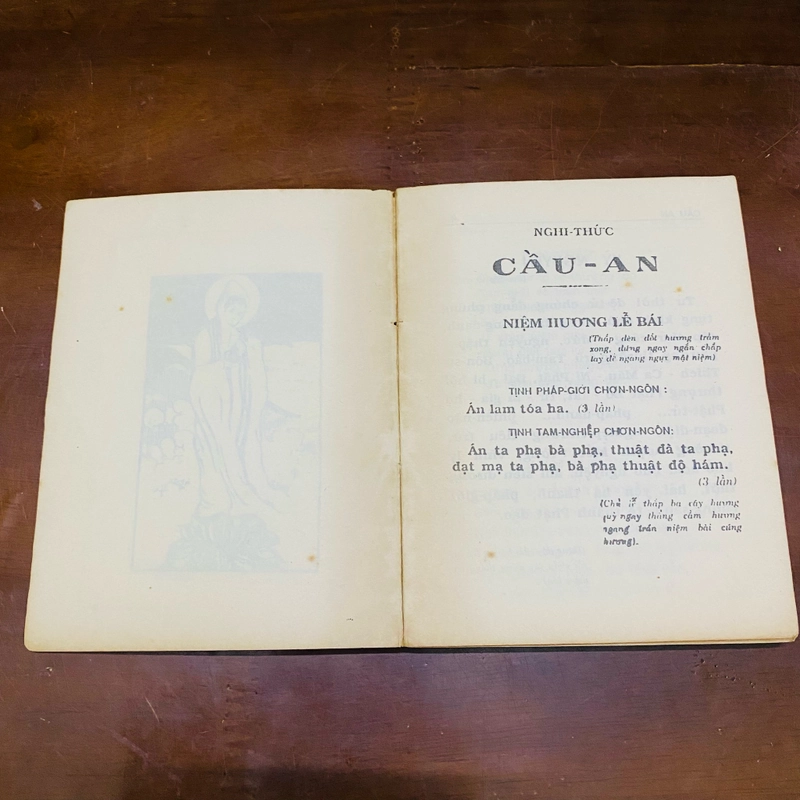 NGHI-THỨC
CẦU-AN
NIỆM HƯƠNG LỄ BÁI
(Thắp đèn đốt hương trầm
xong, đứng ngay ngắn chắp
tay để ngang ngực mật niệm)
TỊNH PHÁP-GIỚI CHƠN-NGÔN :
Án lam tóa ha. (3 lần)
TỊNH TAM-NGHIỆP CHƠN-NGÔN:
Án ta phạ bà phạ, thuật đà ta phạ,
đạt mạ ta phạ, bà phạ thuật độ hám.
(3 lần)
(Chủ lễ thắp ba cây hương
quỳ ngay thẳng cầm hương
ngang trán niệm bài cúng
hương).